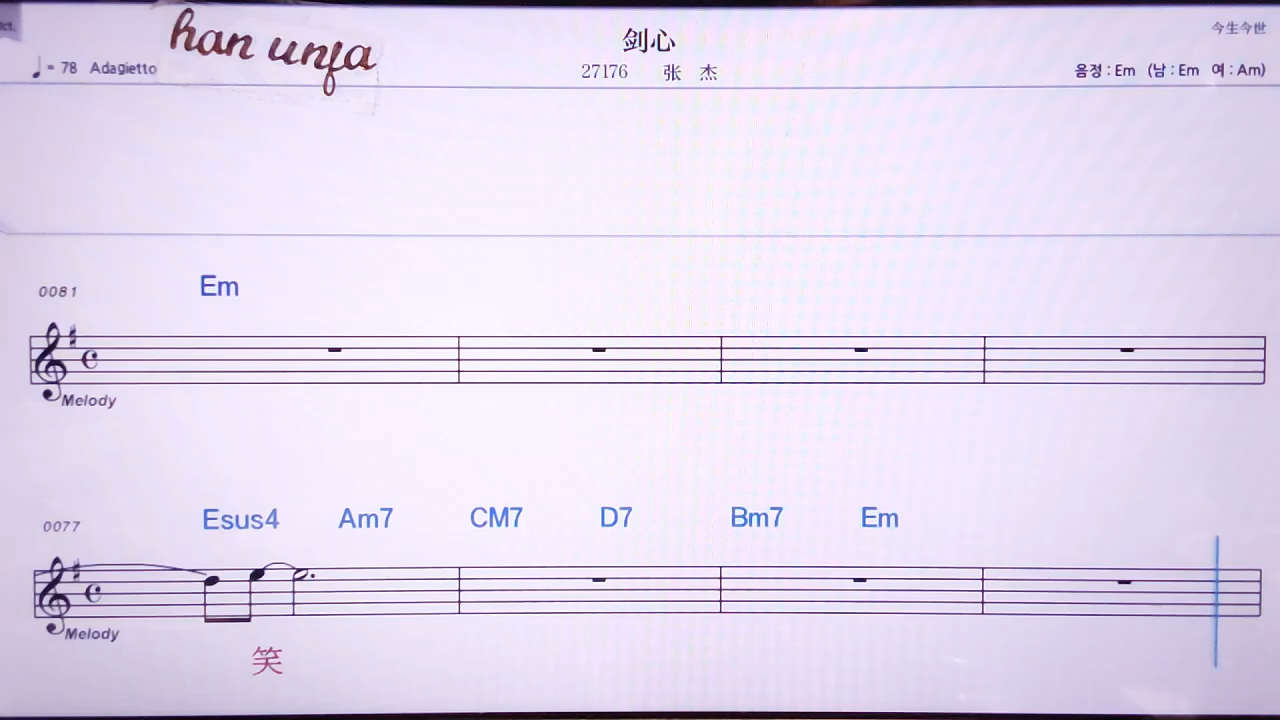 han unfa
剑心
今生今世
♩= 78 Adagietto
27176 张 杰
음정 : Em (남 : Em 여 : Am)
0081 Em
Melody
0077 Esus4 Am7 CM7 D7 Bm7 Em
Melody
笑